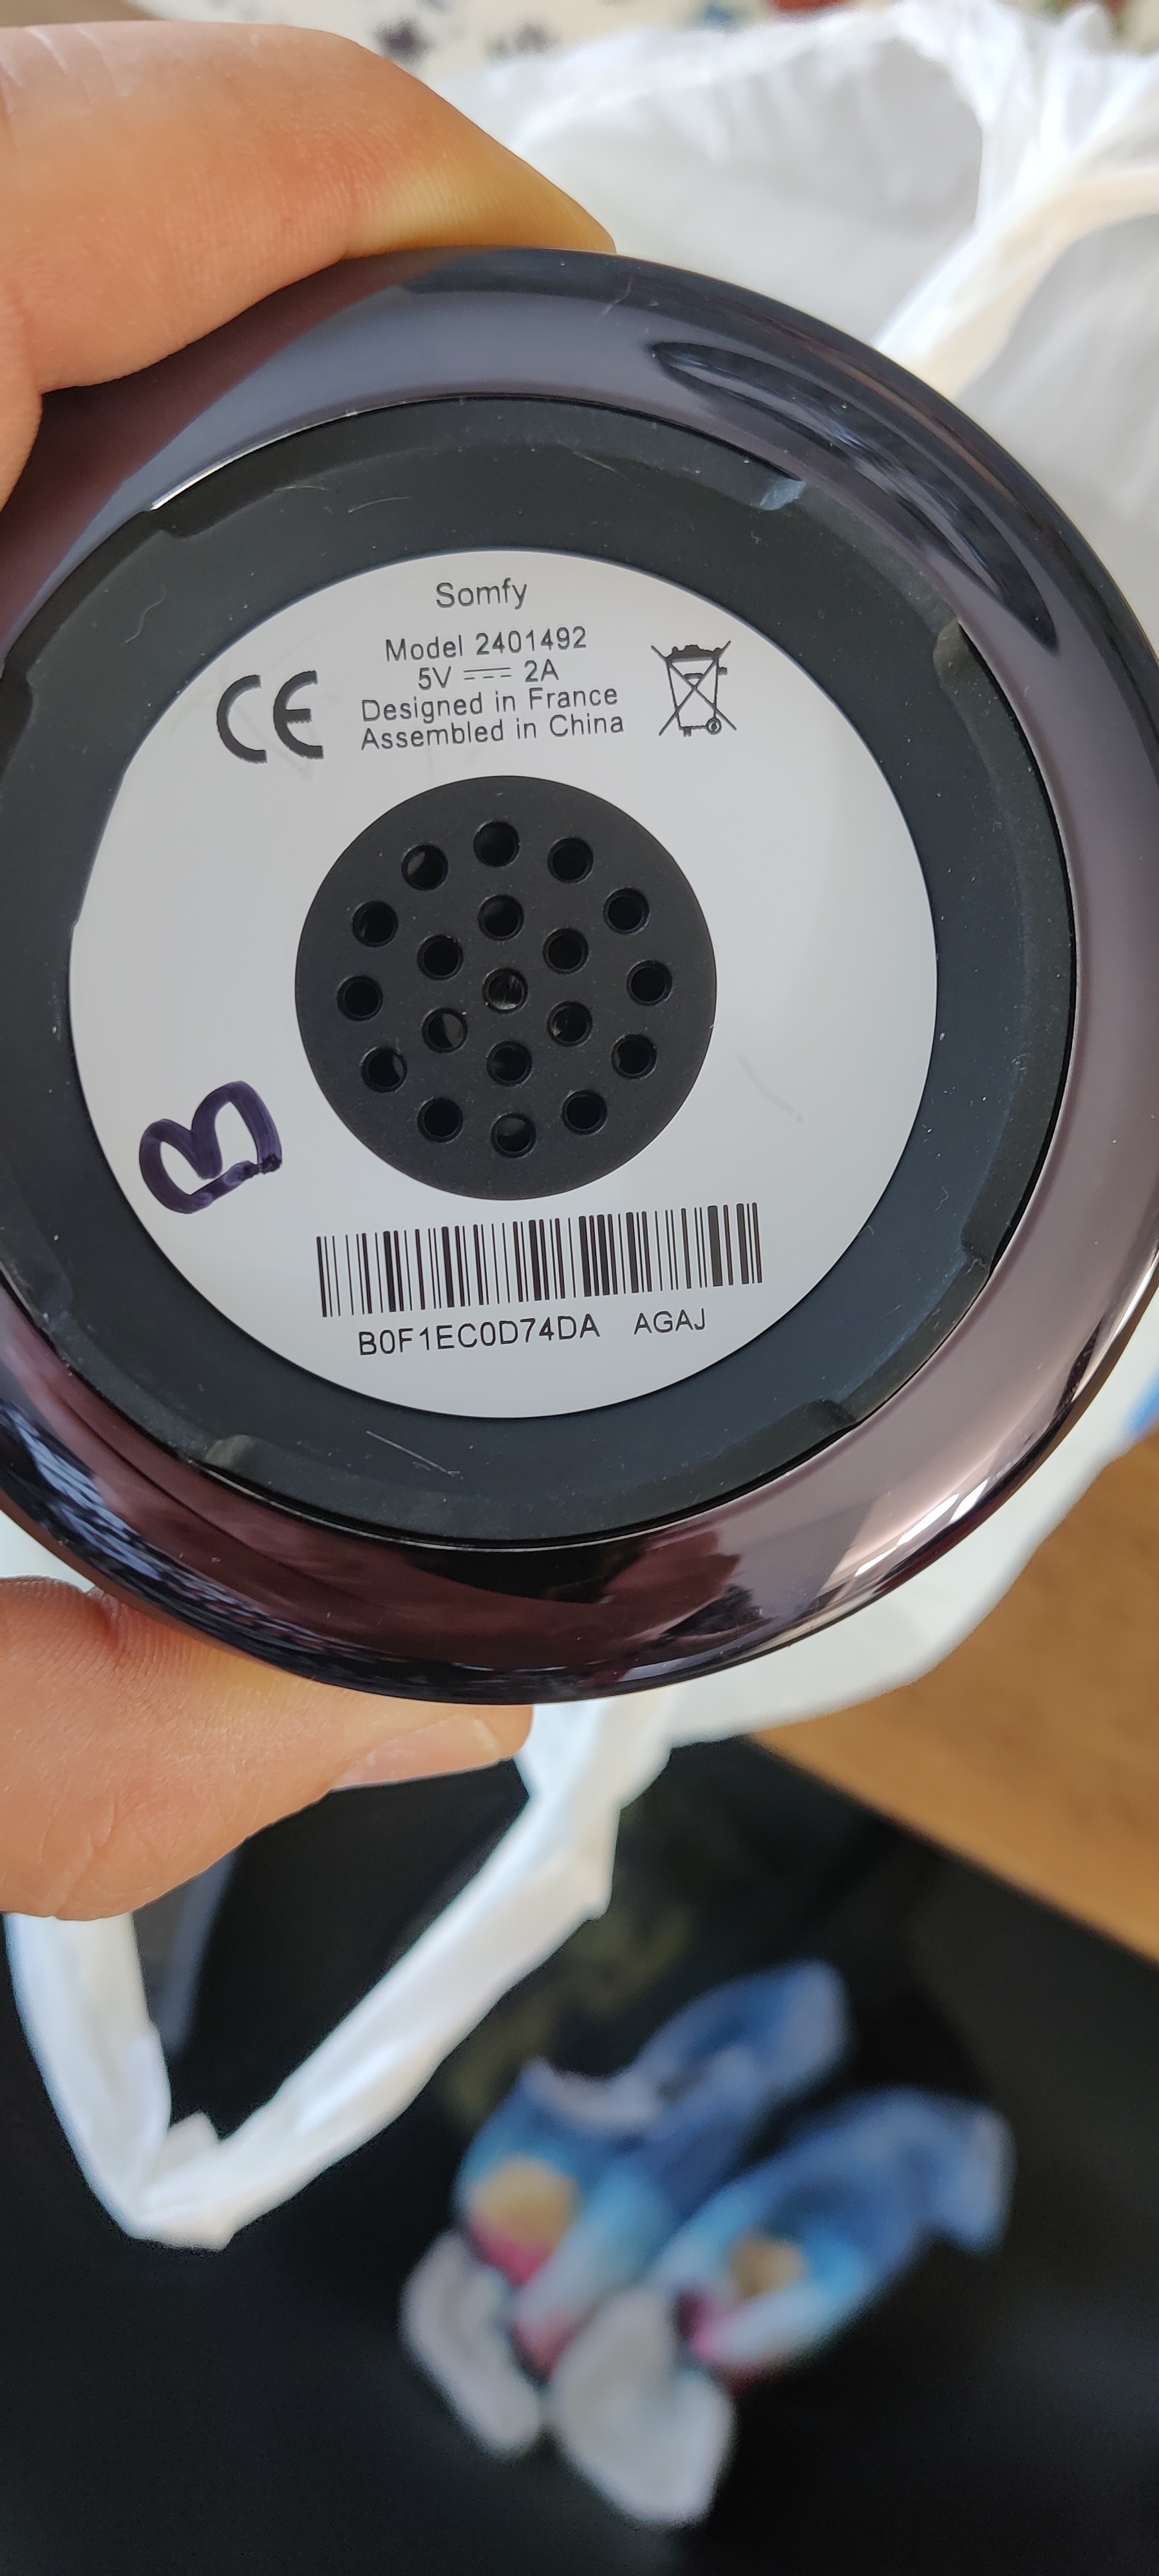 Somfy
Model 2401492
5V ⎓ 2A
Designed in France
Assembled in China
CE
B
B0F1EC0D74DA AGAJ